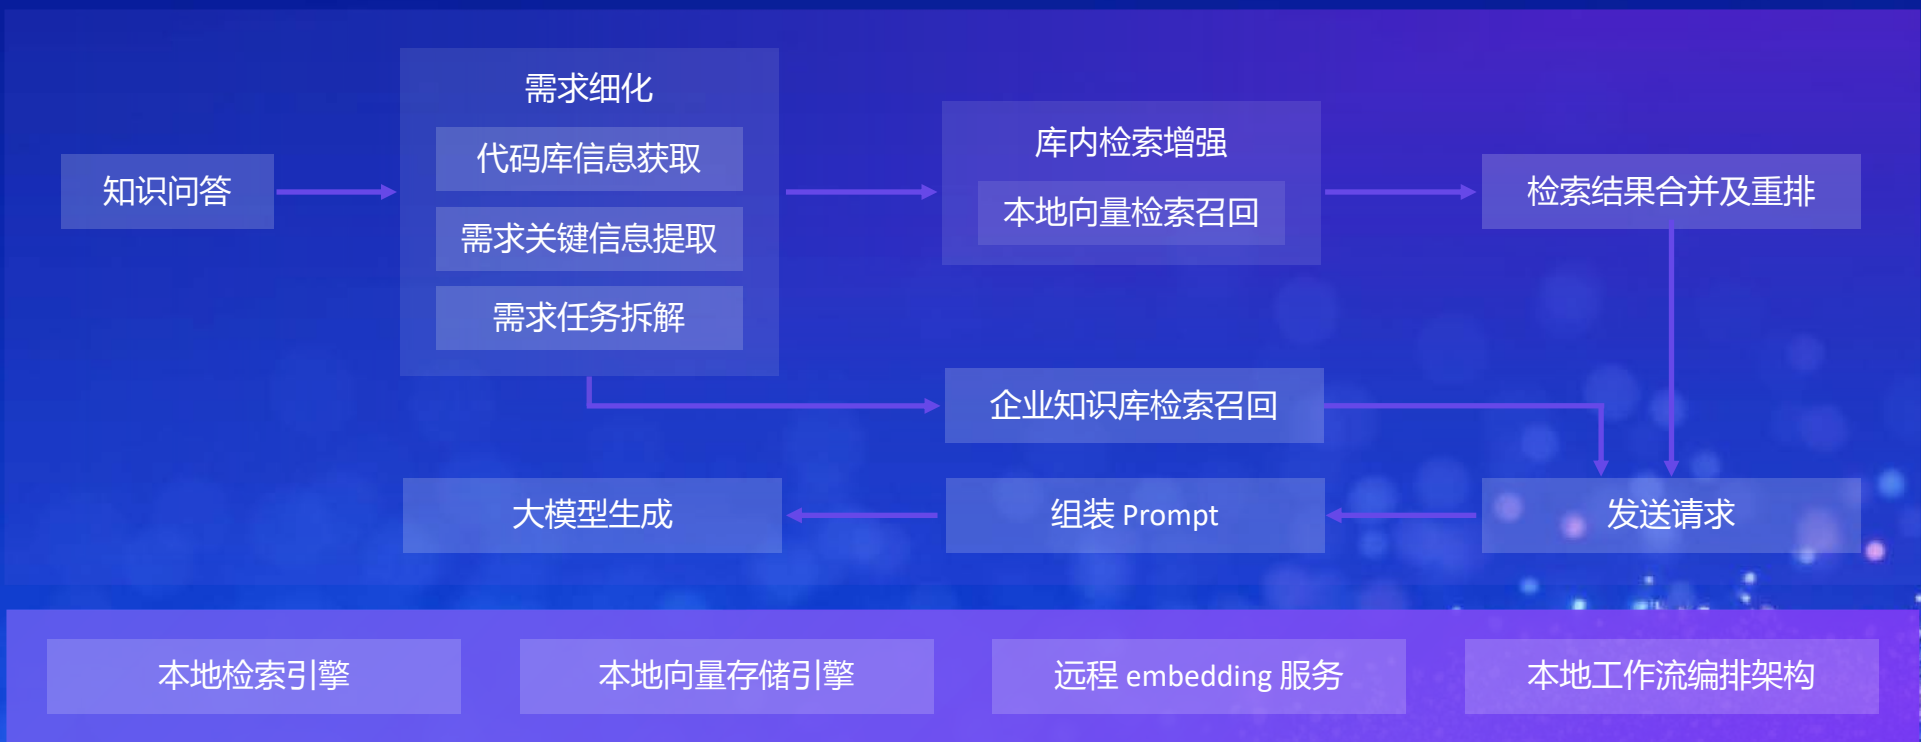 知识问答
需求细化
代码库信息获取
需求关键信息提取
需求任务拆解
库内检索增强
本地向量检索召回
检索结果合并及重排
企业知识库检索召回
大模型生成
组装 Prompt
发送请求
本地检索引擎
本地向量存储引擎
远程 embedding 服务
本地工作流编排架构